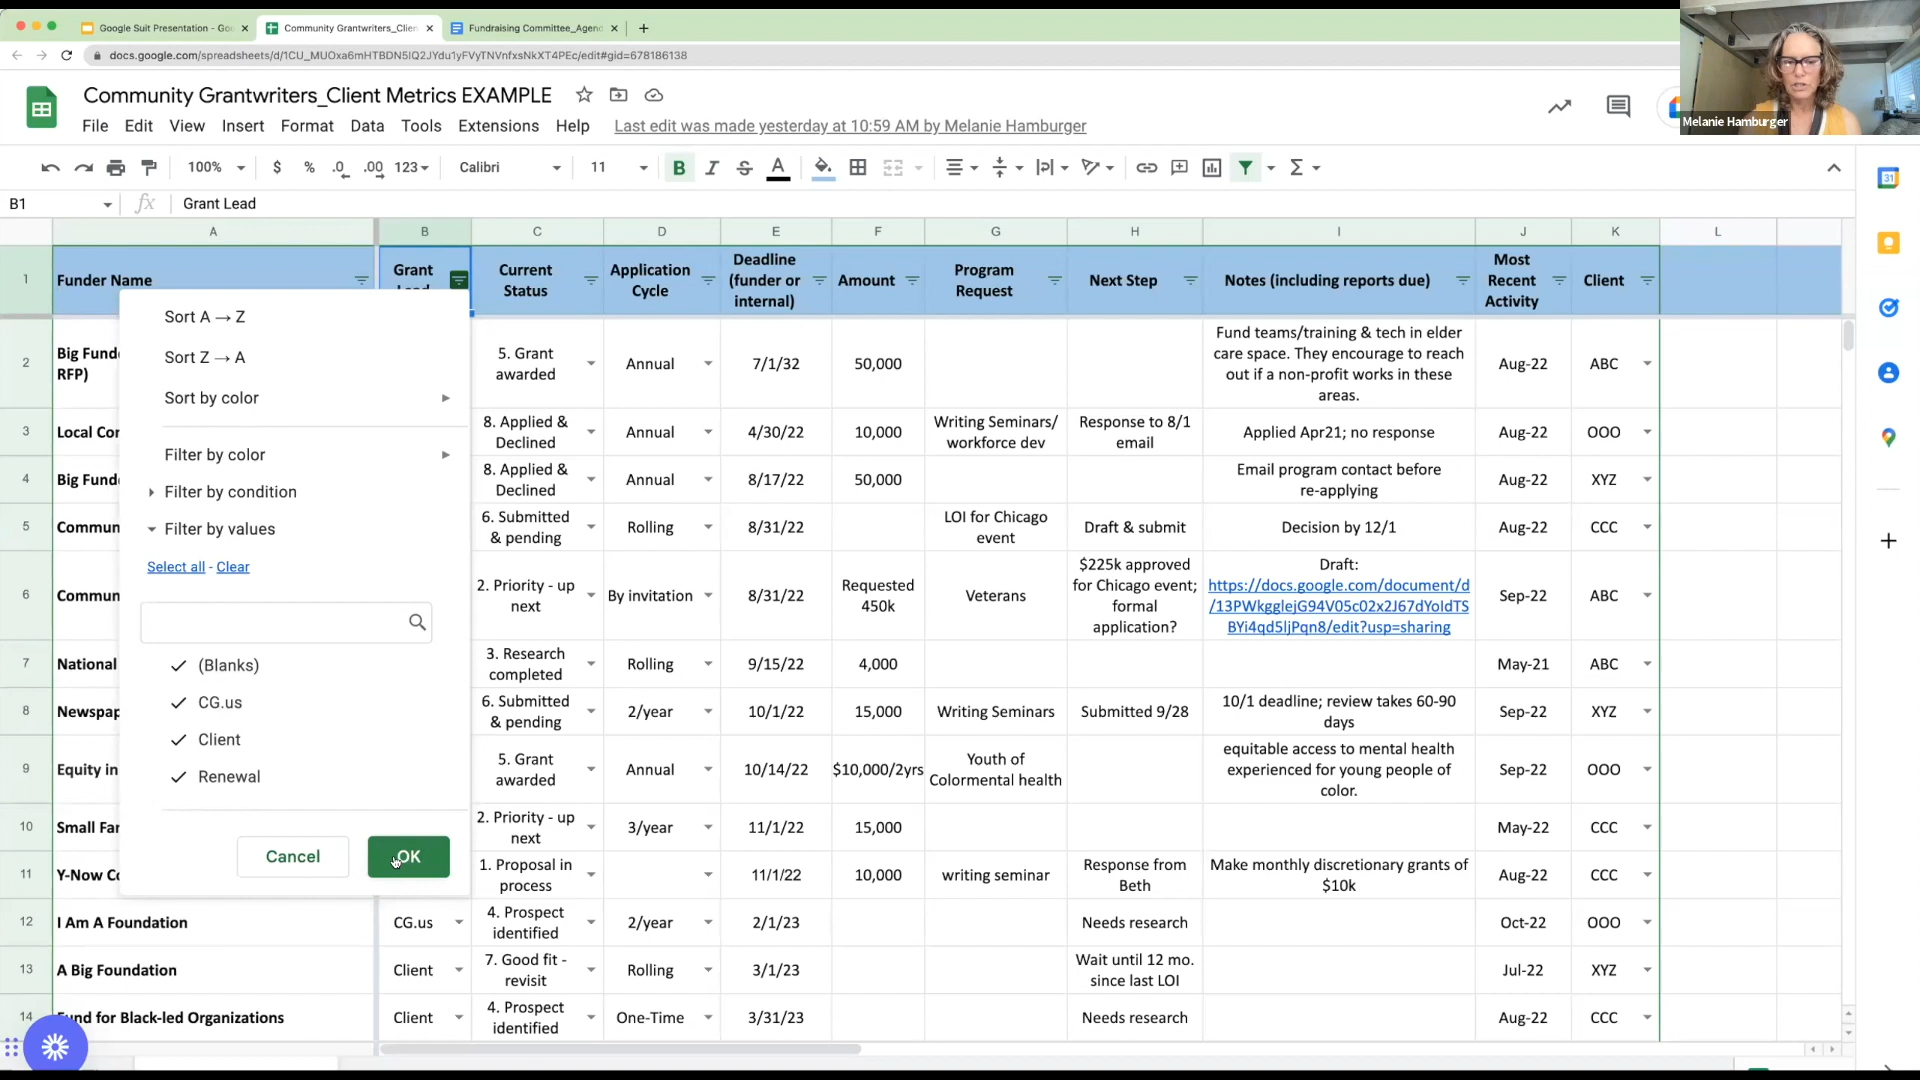 Google Suit Presentation - Go
Community Grantwriters_Clien
Fundraising Committee_Agen
docs.google.com/spreadsheets/d/1CU_MUOxa6mHTBDN5IQ2JYdu1yFVyTNVnfxsNkXT4PEc/edit#gid=678186138
Community Grantwriters_Client Metrics EXAMPLE
File Edit View Insert Format Data Tools Extensions Help Last edit was made yesterday at 10:59 AM by Melanie Hamburger
Melanie Hamburger
100% $ % .0 .00 123 Calibri 11 B I S A Σ
31
B1 fx Grant Lead
A B C D E F G H I J K L
1 Funder Name
Grant
Current
Status
Application
Cycle
Deadline
(funder or
internal)
Amount
Program
Request
Next Step
Notes (including reports due)
Most
Recent
Activity
Client
Sort A → Z
Sort Z → A
Sort by color
Filter by color
Filter by condition
Filter by values
Select all - Clear
(Blanks)
CG.us
Client
Renewal
Cancel
OK
2
Big Fund
RFP)
5. Grant
awarded
Annual
7/1/32
50,000
Fund teams/training & tech in elder
care space. They encourage to reach
out if a non-profit works in these
areas.
Aug-22
ABC
3
Local Cor
8. Applied &
Declined
Annual
4/30/22
10,000
Writing Seminars/
workforce dev
Response to 8/1
email
Applied Apr21; no response
Aug-22
OOO
4
Big Fund
8. Applied &
Declined
Annual
8/17/22
50,000
Email program contact before
re-applying
Aug-22
XYZ
5
Commun
6. Submitted
& pending
Rolling
8/31/22
LOI for Chicago
event
Draft & submit
Decision by 12/1
Aug-22
CCC
6
Commun
2. Priority - up
next
By invitation
8/31/22
Requested
450k
Veterans
$225k approved
for Chicago event;
formal
application?
Draft:
https://docs.google.com/document/d
/13PWkgglejG94V05c02x2J67dYoIdTS
BYi4qd5ljPqn8/edit?usp=sharing
Sep-22
ABC
7
National
3. Research
completed
Rolling
9/15/22
4,000
May-21
ABC
8
Newspap
6. Submitted
& pending
2/year
10/1/22
15,000
Writing Seminars
Submitted 9/28
10/1 deadline; review takes 60-90
days
Sep-22
XYZ
9
Equity in
5. Grant
awarded
Annual
10/14/22
$10,000/2yrs
Youth of
Colormental health
equitable access to mental health
experienced for young people of
color.
Sep-22
OOO
10
Small Far
2. Priority - up
next
3/year
11/1/22
15,000
May-22
CCC
11
Y-Now Co
1. Proposal in
process
11/1/22
10,000
writing seminar
Response from
Beth
Make monthly discretionary grants of
$10k
Aug-22
CCC
12
I Am A Foundation
CG.us
4. Prospect
identified
2/year
2/1/23
Needs research
Oct-22
OOO
13
A Big Foundation
Client
7. Good fit -
revisit
Rolling
3/1/23
Wait until 12 mo.
since last LOI
Jul-22
XYZ
14
Fund for Black-led Organizations
Client
4. Prospect
identified
One-Time
3/31/23
Needs research
Aug-22
CCC